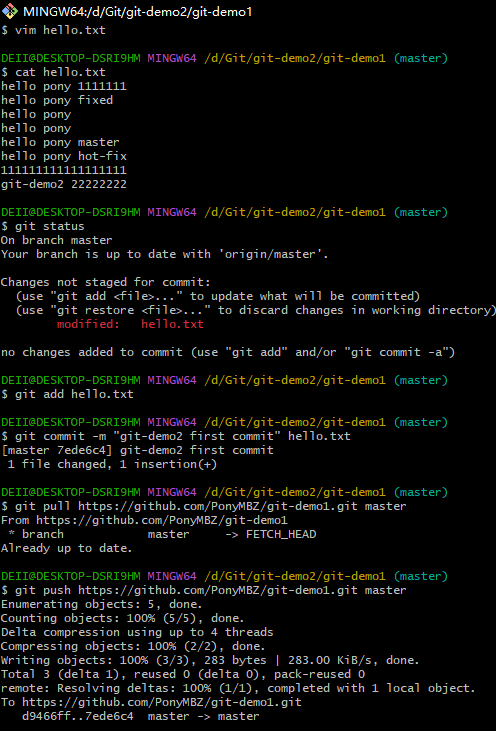 MINGW64:/d/Git/git-demo2/git-demo1
$ vim hello.txt
DEII@DESKTOP-DSRI9HM MINGW64 /d/Git/git-demo2/git-demo1 (master)
$ cat hello.txt
hello pony 1111111
hello pony fixed
hello pony
hello pony
hello pony master
hello pony hot-fix
111111111111111111
git-demo2 22222222
DEII@DESKTOP-DSRI9HM MINGW64 /d/Git/git-demo2/git-demo1 (master)
$ git status
On branch master
Your branch is up to date with 'origin/master'.
Changes not staged for commit:
  (use "git add <file>..." to update what will be committed)
  (use "git restore <file>..." to discard changes in working directory)
        modified:   hello.txt
no changes added to commit (use "git add" and/or "git commit -a")
DEII@DESKTOP-DSRI9HM MINGW64 /d/Git/git-demo2/git-demo1 (master)
$ git add hello.txt
DEII@DESKTOP-DSRI9HM MINGW64 /d/Git/git-demo2/git-demo1 (master)
$ git commit -m "git-demo2 first commit" hello.txt
[master 7ede6c4] git-demo2 first commit
 1 file changed, 1 insertion(+)
DEII@DESKTOP-DSRI9HM MINGW64 /d/Git/git-demo2/git-demo1 (master)
$ git pull https://github.com/PonyMBZ/git-demo1.git master
From https://github.com/PonyMBZ/git-demo1
 * branch            master     -> FETCH_HEAD
Already up to date.
DEII@DESKTOP-DSRI9HM MINGW64 /d/Git/git-demo2/git-demo1 (master)
$ git push https://github.com/PonyMBZ/git-demo1.git master
Enumerating objects: 5, done.
Counting objects: 100% (5/5), done.
Delta compression using up to 4 threads
Compressing objects: 100% (2/2), done.
Writing objects: 100% (3/3), 283 bytes | 283.00 KiB/s, done.
Total 3 (delta 1), reused 0 (delta 0), pack-reused 0
remote: Resolving deltas: 100% (1/1), completed with 1 local object.
To https://github.com/PonyMBZ/git-demo1.git
   d9466ff..7ede6c4  master -> master